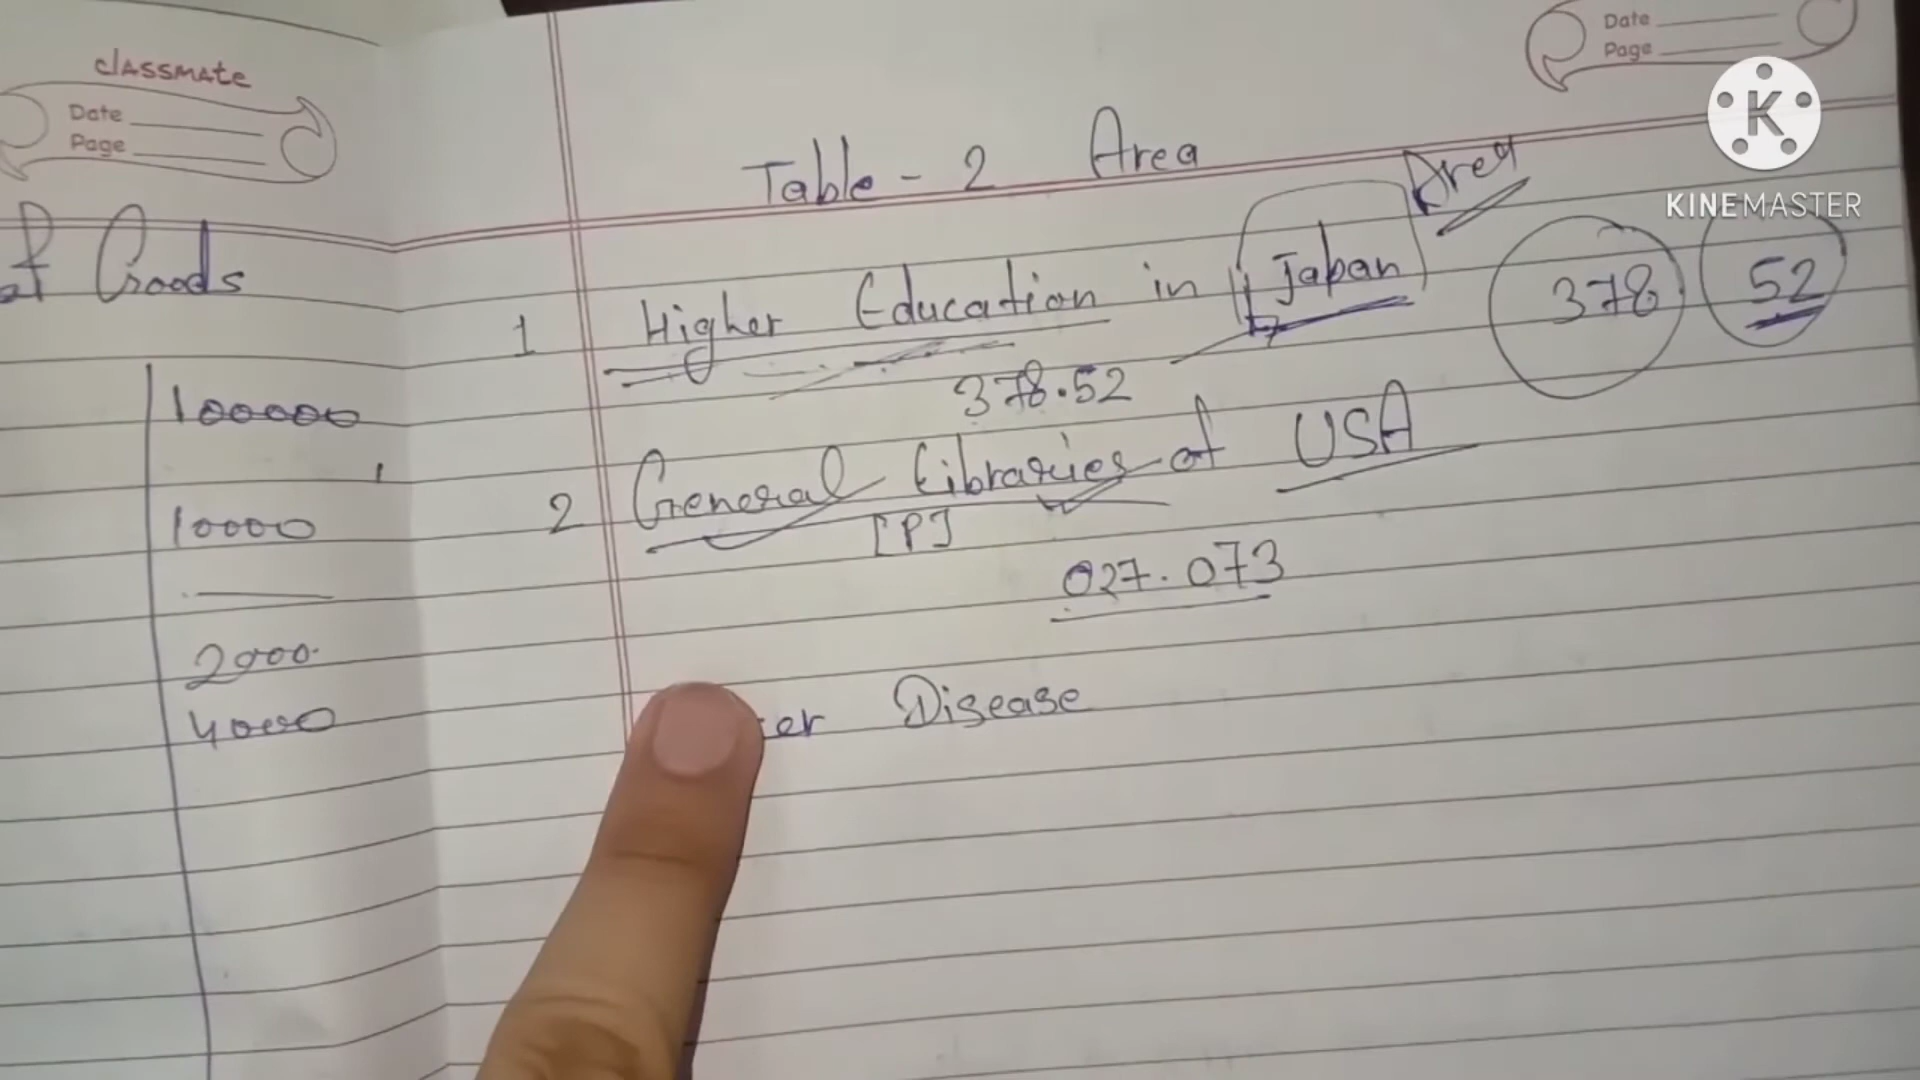 classmate
Date
Page
of Goods
100000
10000
2000
4000
Date
Page
KINEMASTER
Table - 2 Area
Area
1 Higher Education in Japan
378 52
378.52
2 General Libraries of USA
[P]
027.073
Disease